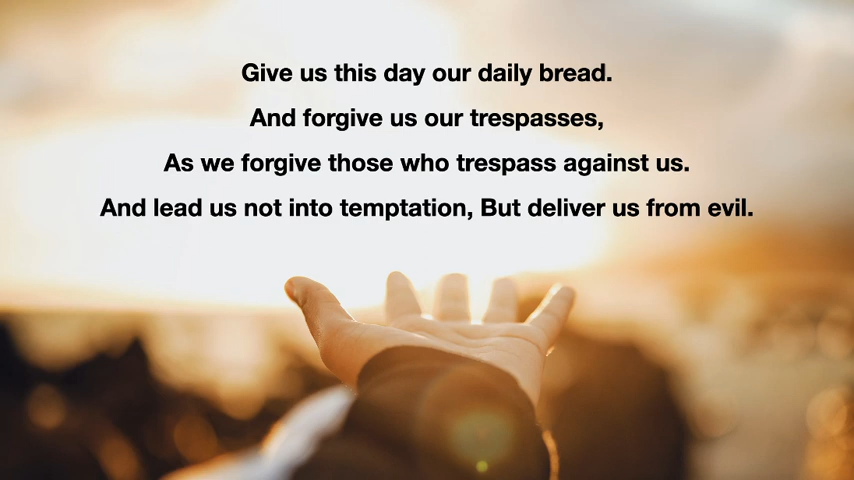 Give us this day our daily bread.
And forgive us our trespasses,
As we forgive those who trespass against us.
And lead us not into temptation, But deliver us from evil.